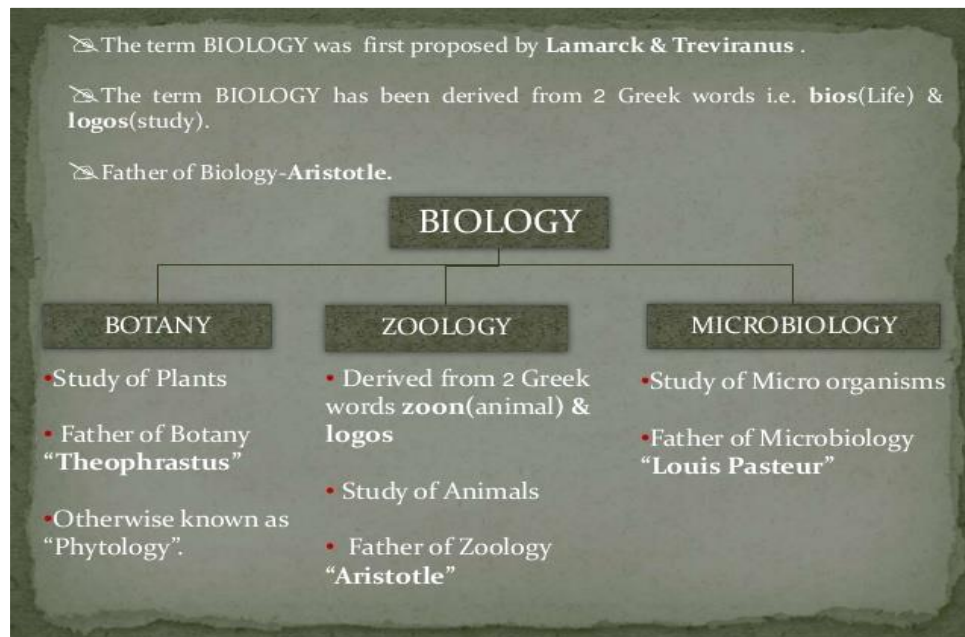 The term BIOLOGY was first proposed by Lamarck & Treviranus .
The term BIOLOGY has been derived from 2 Greek words i.e. bios(Life) &
logos(study).
Father of Biology-Aristotle.
BIOLOGY
BOTANY
•Study of Plants
• Father of Botany
“Theophrastus”
•Otherwise known as
“Phytology”.
ZOOLOGY
• Derived from 2 Greek
words zoon(animal) &
logos
• Study of Animals
• Father of Zoology
“Aristotle”
MICROBIOLOGY
•Study of Micro organisms
•Father of Microbiology
“Louis Pasteur”